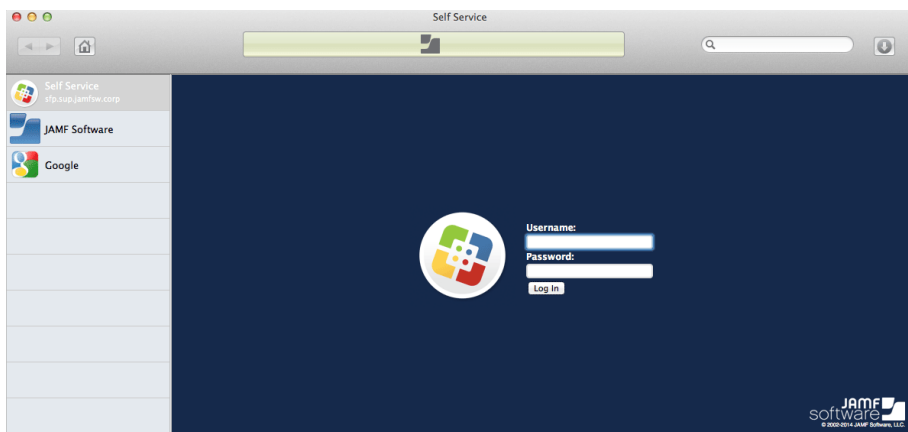 Self Service
Self Service
sfp.sup.jamfsw.corp
JAMF Software
Google
Username:
Password:
Log In
JAMF
software
© 2002-2014 JAMF Software, LLC.